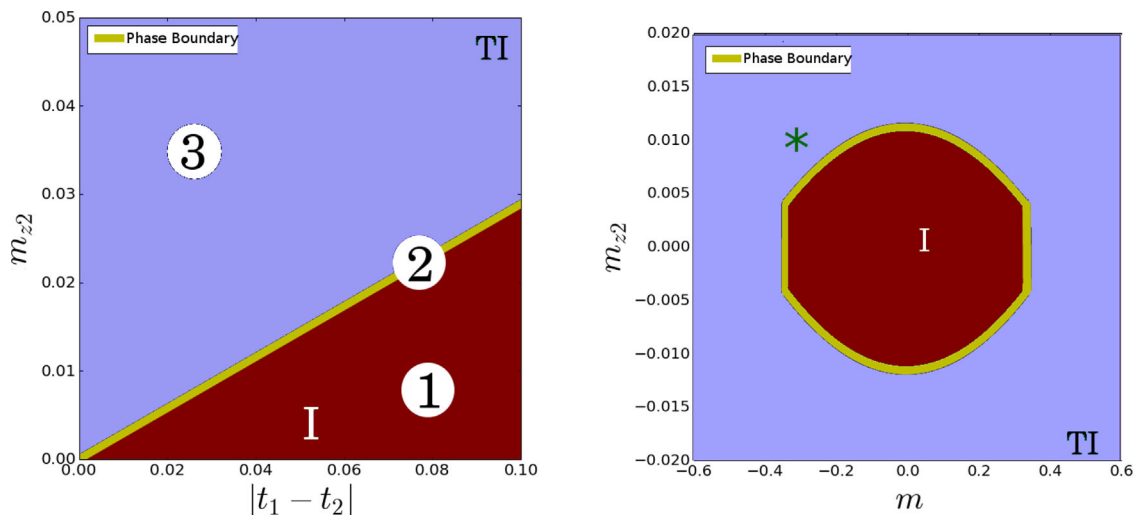 0.05
Phase Boundary
TI
0.04
3
0.03
m_{z2}
2
0.02
0.01
1
I
0.00
0.00 0.02 0.04 0.06 0.08 0.10
|t_1 − t_2|
0.020
Phase Boundary
0.015
0.010
*
0.005
m_{z2}
0.000
I
−0.005
−0.010
−0.015
TI
−0.020
−0.6 −0.4 −0.2 0.0 0.2 0.4 0.6
m